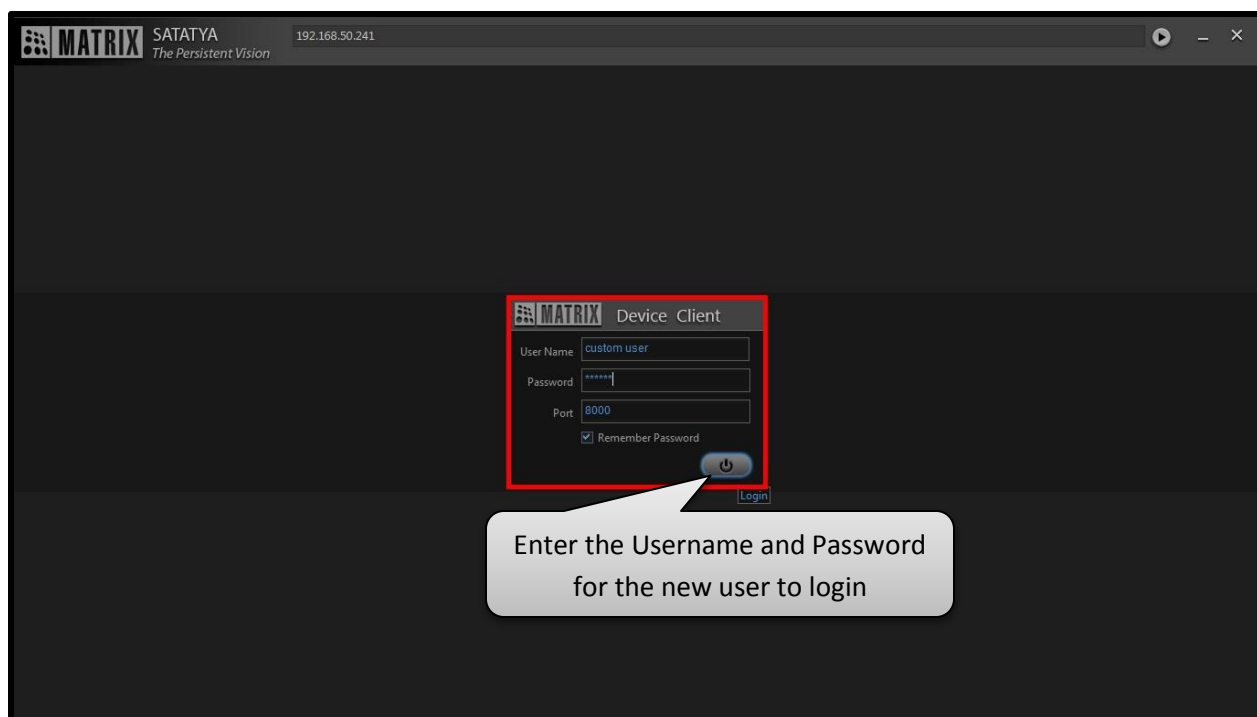 MATRIX
SATATYA
The Persistent Vision
192.168.50.241
MATRIX Device Client
User Name custom user
Password ******
Port 8000
Remember Password
Login
Enter the Username and Password
for the new user to login